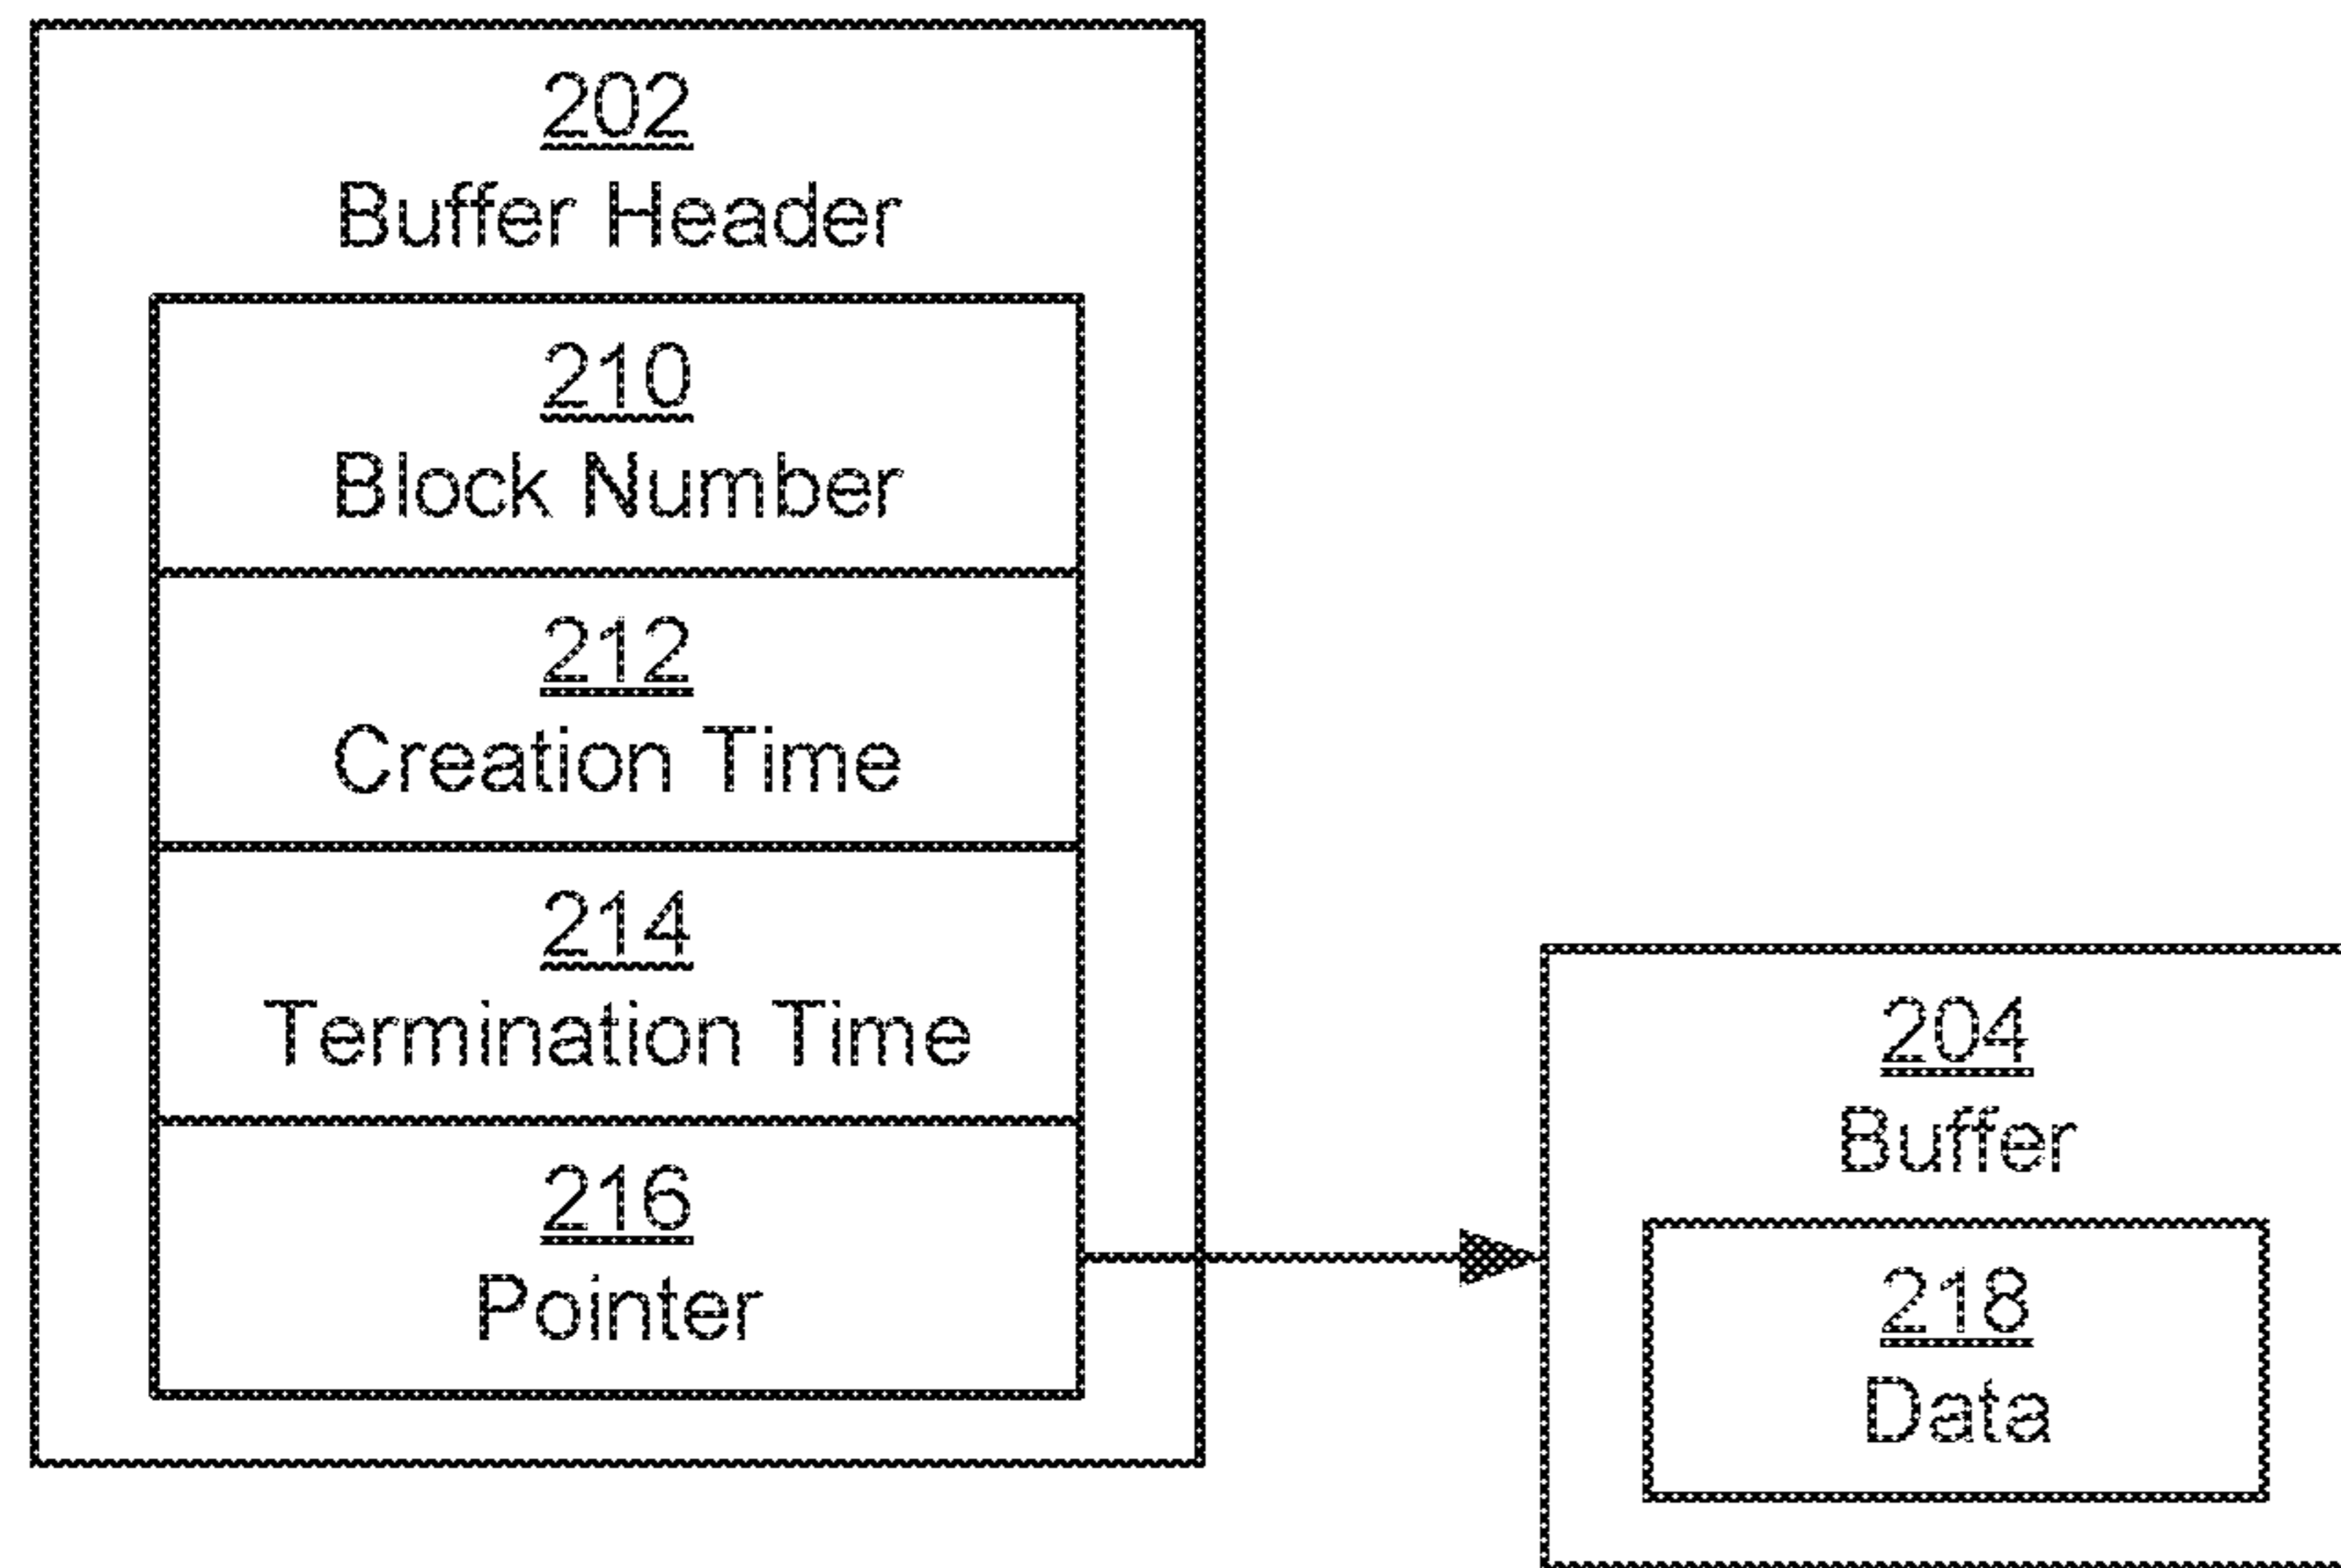 202
Buffer Header
210
Block Number
212
Creation Time
214
Termination Time
216
Pointer
204
Buffer
218
Data